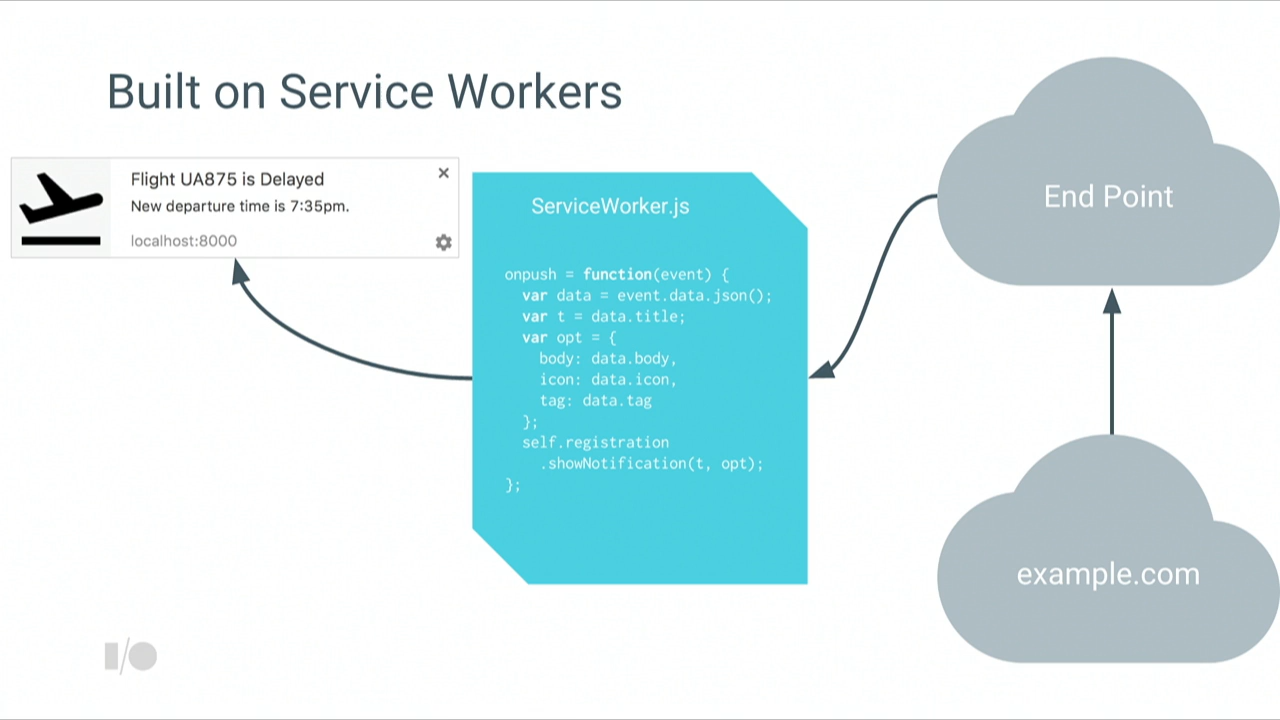 Built on Service Workers
Flight UA875 is Delayed
New departure time is 7:35pm.
localhost:8000
ServiceWorker.js
onpush = function(event) {
  var data = event.data.json();
  var t = data.title;
  var opt = {
    body: data.body,
    icon: data.icon,
    tag: data.tag
  };
  self.registration
    .showNotification(t, opt);
};
End Point
example.com
I/O